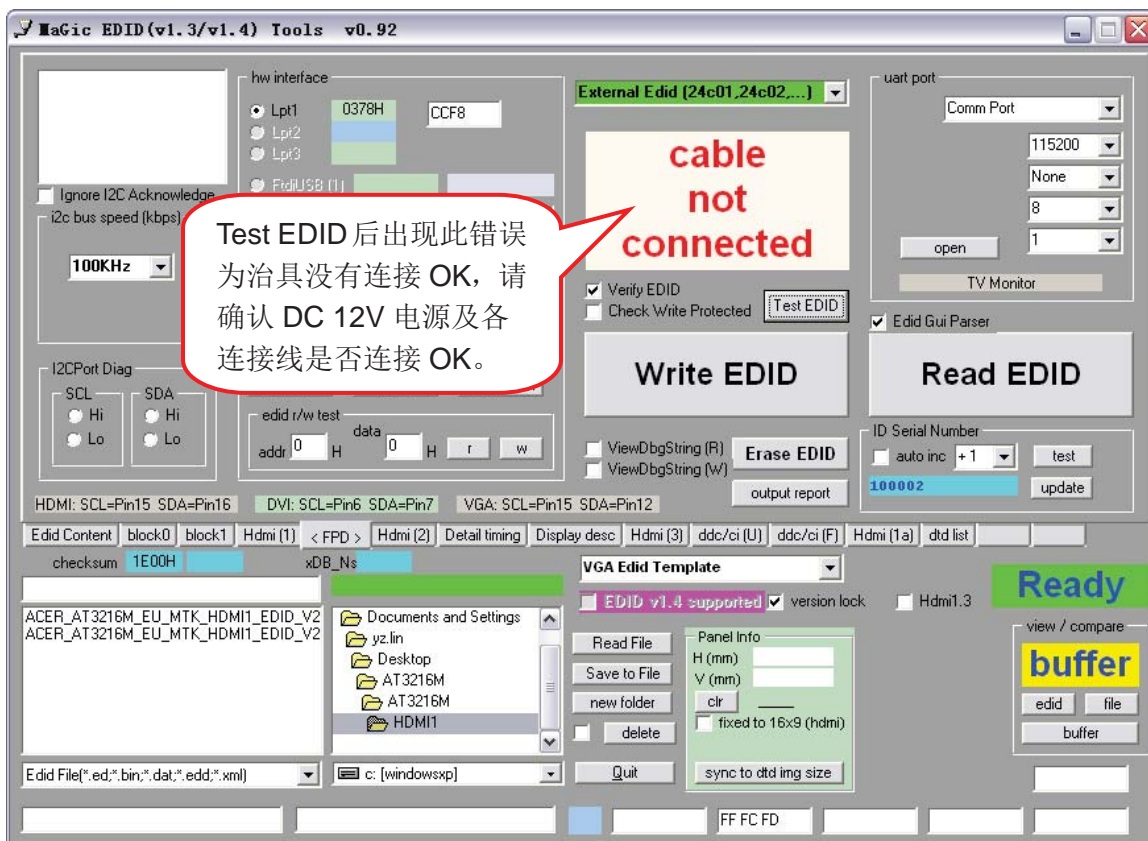 MaGic EDID(v1.3/v1.4) Tools v0.92
hw interface
Lpt1
0378H
CCF8
Lpt2
Lpt3
FtdiUSB (1)
Ignore I2C Acknowledge
i2c bus speed (kbps)
100KHz
External Edid (24c01,24c02,...)
cable
not
connected
uart port
Comm Port
115200
None
8
1
open
TV Monitor
Test EDID 后出现此错误
为治具没有连接 OK，请
确认 DC 12V 电源及各
连接线是否连接 OK。
Verify EDID
Check Write Protected
Test EDID
Edid Gui Parser
Write EDID
Read EDID
I2CPort Diag
SCL
SDA
Hi
Hi
Lo
Lo
edid r/w test
addr
0
H
data
0
H
r
w
ViewDbgString (R)
ViewDbgString (W)
Erase EDID
output report
ID Serial Number
auto inc
+1
test
100002
update
HDMI: SCL=Pin15 SDA=Pin16
DVI: SCL=Pin6 SDA=Pin7
VGA: SCL=Pin15 SDA=Pin12
Edid Content
block0
block1
Hdmi (1)
< FPD >
Hdmi (2)
Detail timing
Display desc
Hdmi (3)
ddc/ci (U)
ddc/ci (F)
Hdmi (1a)
dtd list
checksum
1E00H
xDB_Ns
VGA Edid Template
EDID v1.4 supported
version lock
Hdmi1.3
Ready
ACER_AT3216M_EU_MTK_HDMI1_EDID_V2
ACER_AT3216M_EU_MTK_HDMI1_EDID_V2
Documents and Settings
yz.lin
Desktop
AT3216M
AT3216M
HDMI1
Read File
Save to File
new folder
delete
Quit
Panel Info
H (mm)
V (mm)
clr
fixed to 16x9 (hdmi)
sync to dtd img size
view / compare
buffer
edid
file
buffer
Edid File(*.ed;*.bin;*.dat;*.edd;*.xml)
c: [windowsxp]
FF FC FD